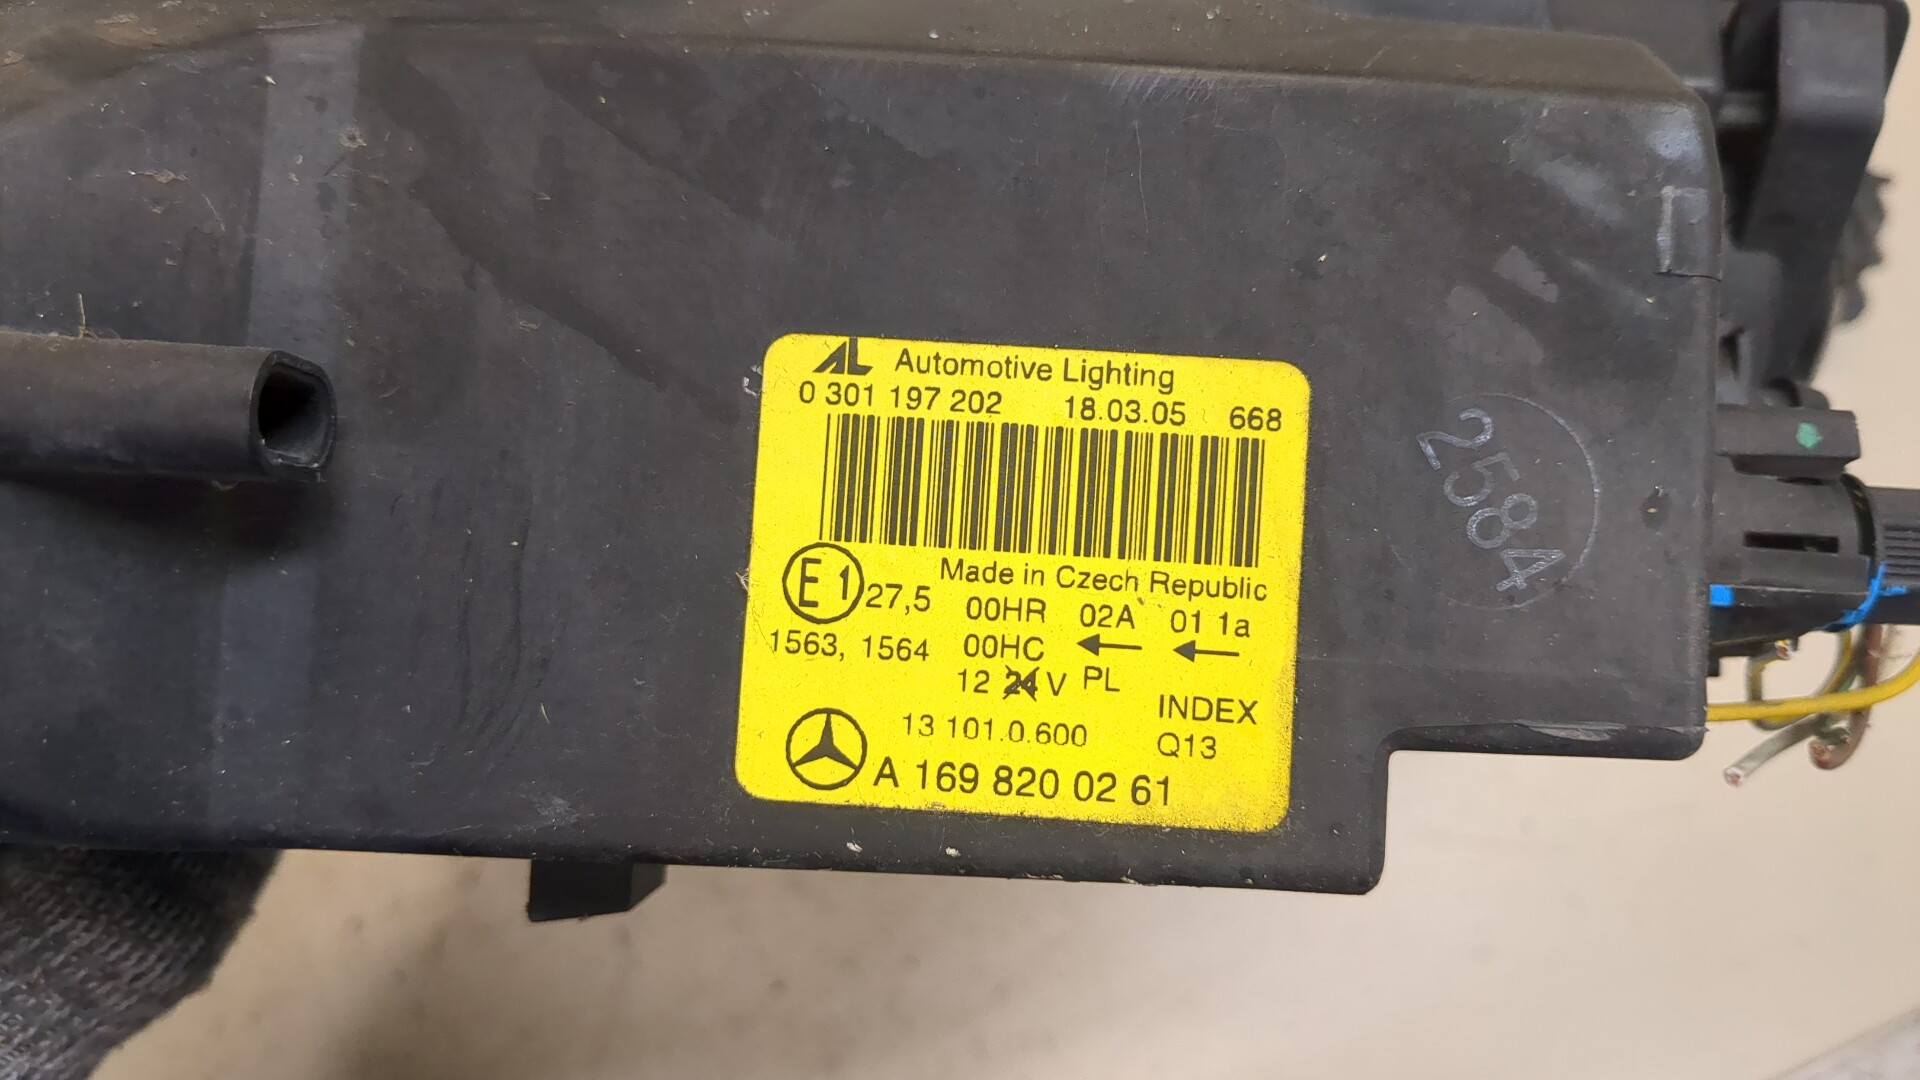 AL Automotive Lighting
0 301 197 202 18.03.05 668
Made in Czech Republic
E1 27,5 00HR 02A 01 1a
1563, 1564 00HC ← ←
12 24 V PL
INDEX
13 101.0.600 Q13
A 169 820 02 61
2584